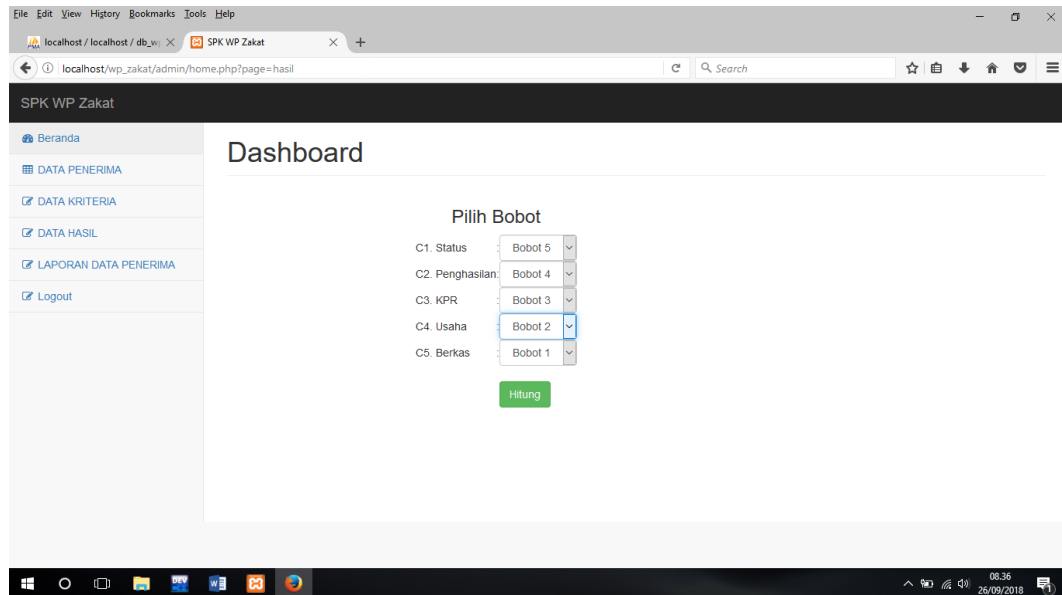 File Edit View History Bookmarks Tools Help
localhost / localhost / db_w
SPK WP Zakat
localhost/wp_zakat/admin/home.php?page=hasil
Search
SPK WP Zakat
Beranda
DATA PENERIMA
DATA KRITERIA
DATA HASIL
LAPORAN DATA PENERIMA
Logout
Dashboard
Pilih Bobot
C1. Status : Bobot 5
C2. Penghasilan: Bobot 4
C3. KPR : Bobot 3
C4. Usaha : Bobot 2
C5. Berkas : Bobot 1
Hitung
08.36
26/09/2018